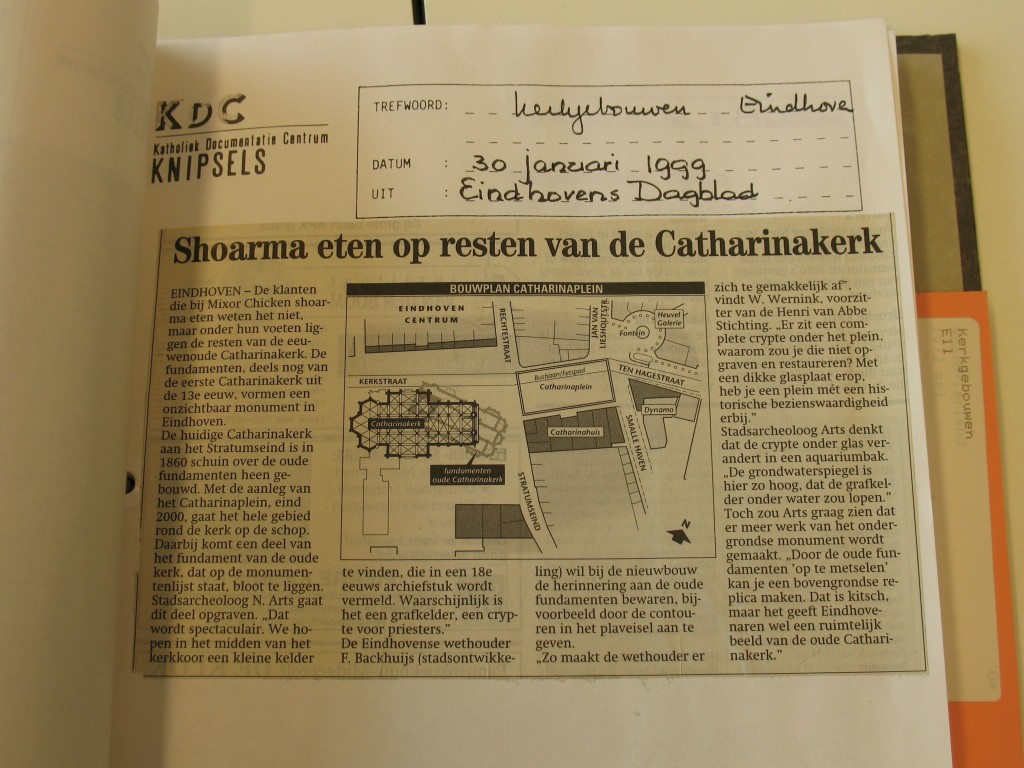 KDC
Katholiek Documentatie Centrum
KNIPSELS
TREFWOORD: Kerkgebouwen Eindhove
DATUM : 30 januari 1999
UIT : Eindhovens Dagblad
Shoarma eten op resten van de Catharinakerk
EINDHOVEN – De klanten
die bij Mixor Chicken shoar-
ma eten weten het niet,
maar onder hun voeten lig-
gen de resten van de eeu-
wenoude Catharinakerk. De
fundamenten, deels nog van
de eerste Catharinakerk uit
de 13e eeuw, vormen een
onzichtbaar monument in
Eindhoven.
De huidige Catharinakerk
aan het Stratumseind is in
1860 schuin over de oude
fundamenten heen ge-
bouwd. Met de aanleg van
het Catharinaplein, eind
2000, gaat het hele gebied
rond de kerk op de schop.
Daarbij komt een deel van
het fundament van de oude
kerk, dat op de monumen-
tenlijst staat, bloot te liggen.
Stadsarcheoloog N. Arts gaat
dit deel opgraven. „Dat
wordt spectaculair. We ho-
pen in het midden van het
kerkkoor een kleine kelder
BOUWPLAN CATHARINAPLEIN
EINDHOVEN
CENTRUM
RECHTESTRAAT
JAN VAN
LIESHOUTSTR.
Heuvel
Galerie
Fontein
KERKSTRAAT
Busbaan/fietspad
Catharinaplein
TEN HAGESTRAAT
Catharinakerk
Dynamo
Catharinahuis
SMALLE HAVEN
fundamenten
oude Catharinakerk
STRATUMSEIND
N
te vinden, die in een 18e
eeuws archiefstuk wordt
vermeld. Waarschijnlijk is
het een grafkelder, een cryp-
te voor priesters.”
De Eindhovense wethouder
F. Backhuijs (stadsontwikke-
ling) wil bij de nieuwbouw
de herinnering aan de oude
fundamenten bewaren, bij-
voorbeeld door de contou-
ren in het plaveisel aan te
geven.
„Zo maakt de wethouder er
zich te gemakkelijk af”,
vindt W. Wernink, voorzit-
ter van de Henri van Abbe
Stichting. „Er zit een com-
plete crypte onder het plein,
waarom zou je die niet op-
graven en restaureren? Met
een dikke glasplaat erop,
heb je een plein mét een his-
torische bezienswaardigheid
erbij.”
Stadsarcheoloog Arts denkt
dat de crypte onder glas ver-
andert in een aquariumbak.
„De grondwaterspiegel is
hier zo hoog, dat de grafkel-
der onder water zou lopen.”
Toch zou Arts graag zien dat
er meer werk van het onder-
grondse monument wordt
gemaakt. „Door de oude fun-
damenten ‘op te metselen’
kan je een bovengrondse re-
plica maken. Dat is kitsch,
maar het geeft Eindhove-
naren wel een ruimtelijk
beeld van de oude Cathari-
nakerk.”
Kerkgebouwen
E11